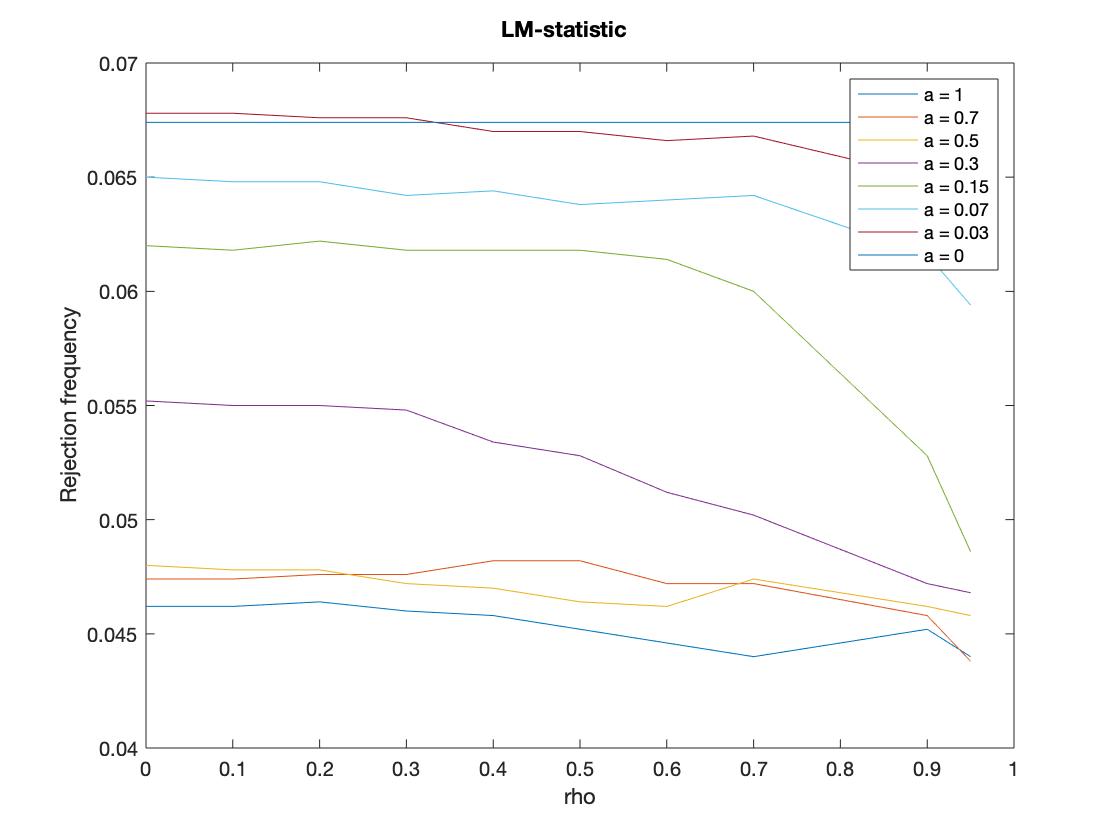 LM-statistic
0.07
0.065
0.06
0.055
0.05
0.045
0.04
Rejection frequency
a = 1
a = 0.7
a = 0.5
a = 0.3
a = 0.15
a = 0.07
a = 0.03
a = 0
0 0.1 0.2 0.3 0.4 0.5 0.6 0.7 0.8 0.9 1
rho